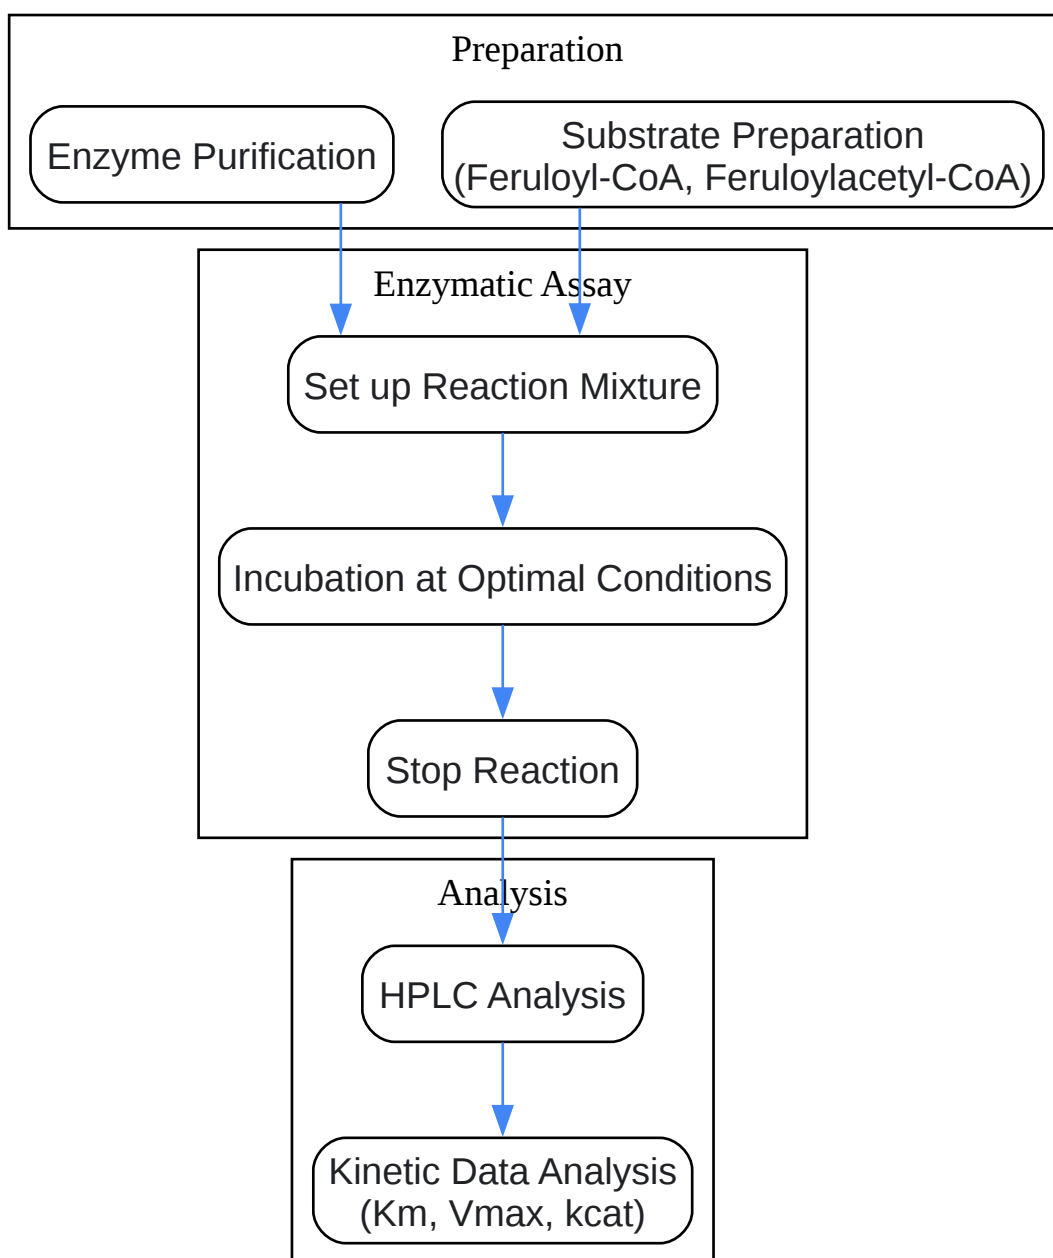 Preparation
Enzyme Purification
Substrate Preparation
(Feruloyl-CoA, Feruloylacetyl-CoA)
Enzymatic Assay
Set up Reaction Mixture
Incubation at Optimal Conditions
Stop Reaction
Analysis
HPLC Analysis
Kinetic Data Analysis
(Km, Vmax, kcat)